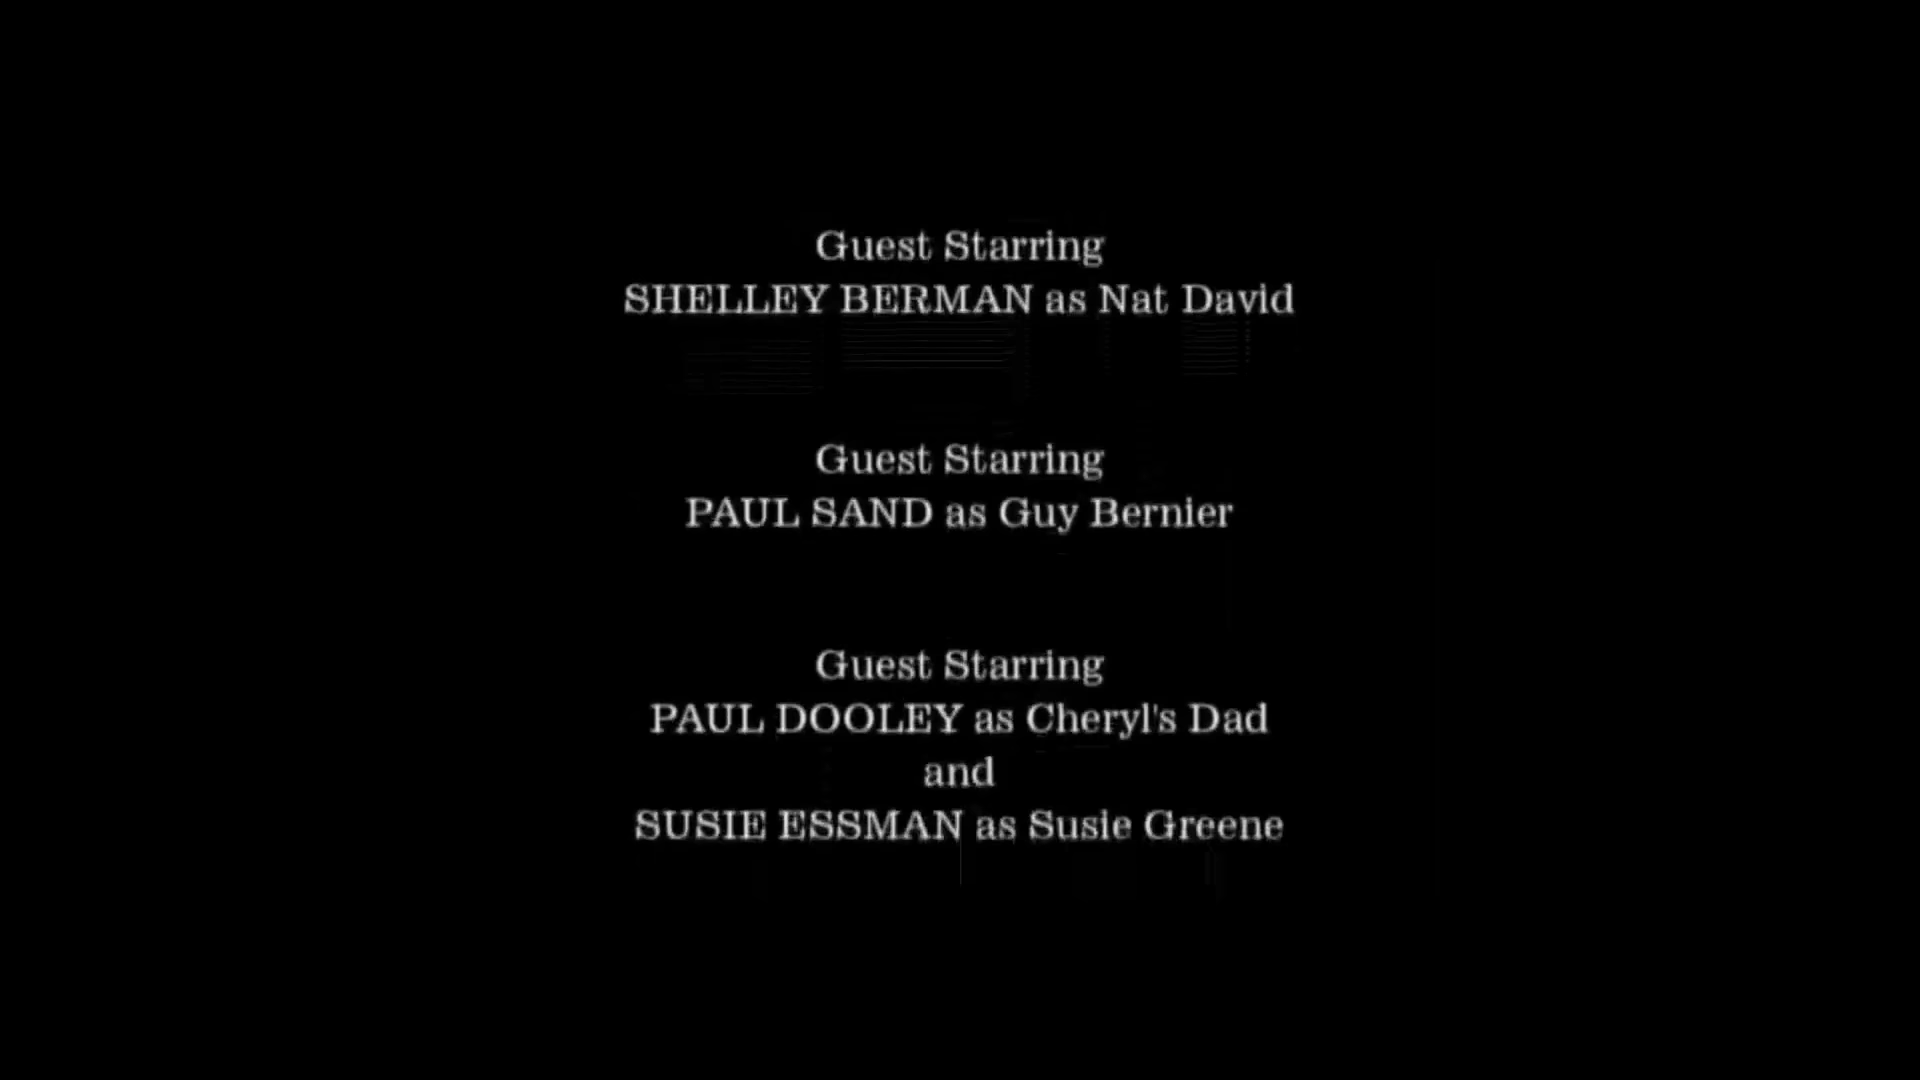 Guest Starring
SHELLEY BERMAN as Nat David
Guest Starring
PAUL SAND as Guy Bernier
Guest Starring
PAUL DOOLEY as Cheryl's Dad
and
SUSIE ESSMAN as Susie Greene